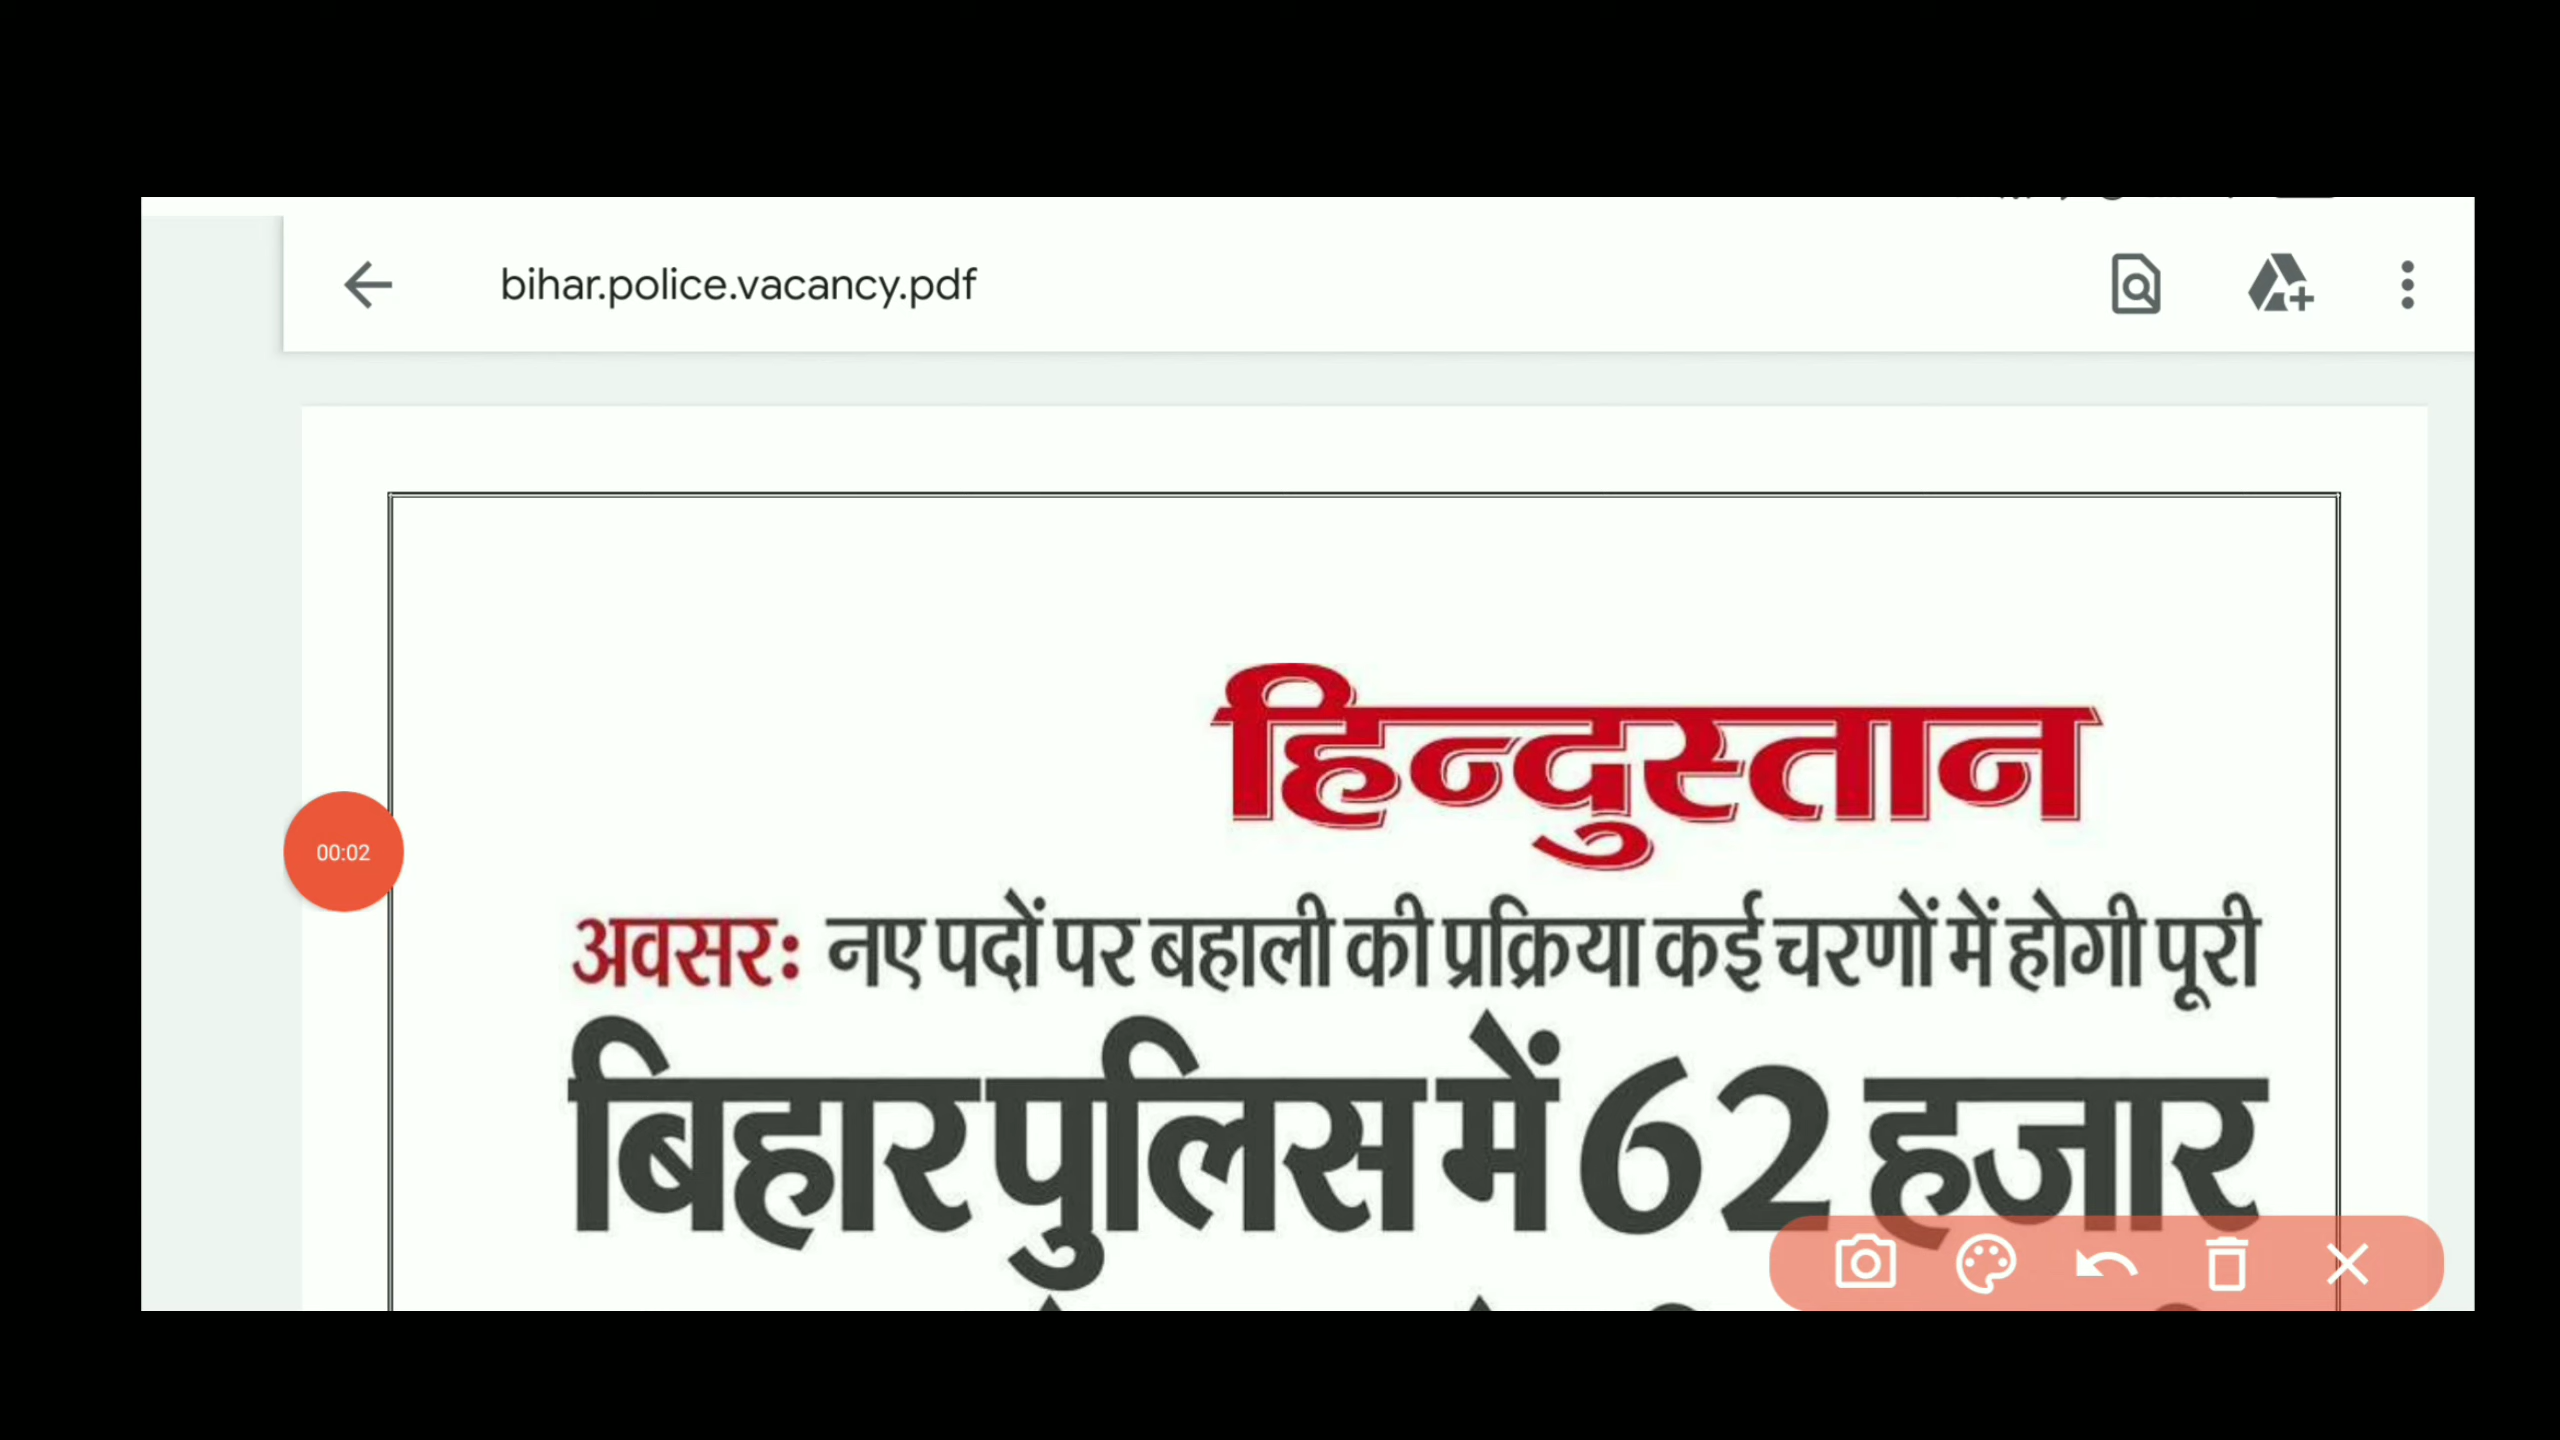 bihar.police.vacancy.pdf
हिन्दुस्तान
00:02
अवसर: नए पदों पर बहाली की प्रक्रिया कई चरणों में होगी पूरी
बिहार पुलिस में 62 हजार